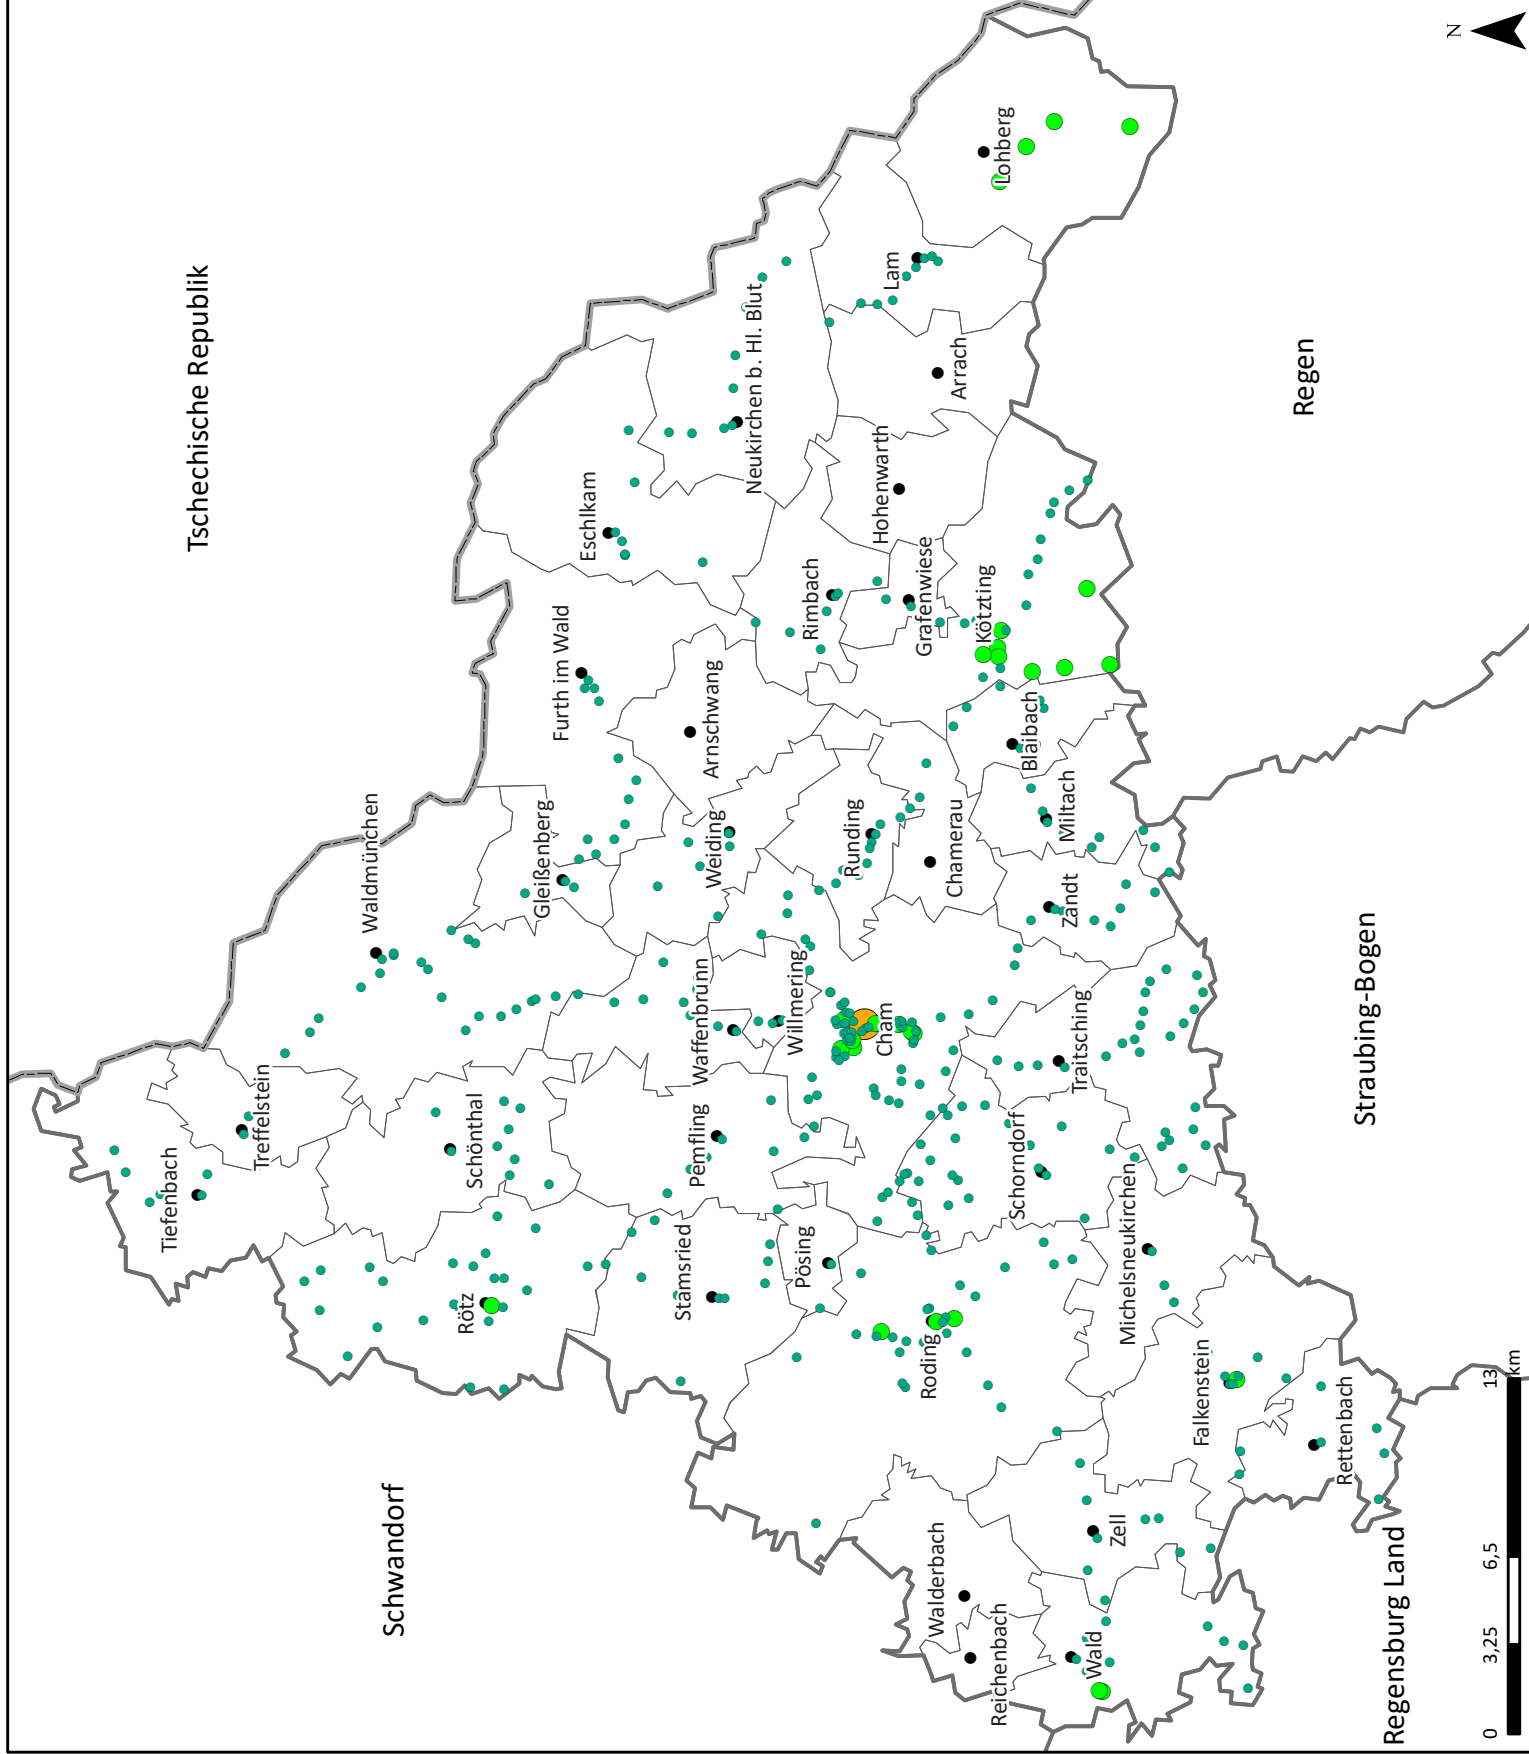 Tschechische Republik
Schwandorf
Regen
Straubing-Bogen
Regensburg Land
Tiefenbach
Treffelstein
Waldmünchen
Rötz
Schönthal
Gleißenberg
Furth im Wald
Eschlkam
Stamsried
Pemfling
Waffenbrunn
Weiding
Arnschwang
Neukirchen b. Hl. Blut
Pösing
Willmering
Runding
Rimbach
Hohenwarth
Lam
Roding
Cham
Chamerau
Grafenwiese
Arrach
Walderbach
Reichenbach
Schorndorf
Traitsching
Zandt
Miltach
Blaibach
Kötzting
Lohberg
Wald
Zell
Michelsneukirchen
Falkenstein
Rettenbach
0
3,25
6,5
13
km
N